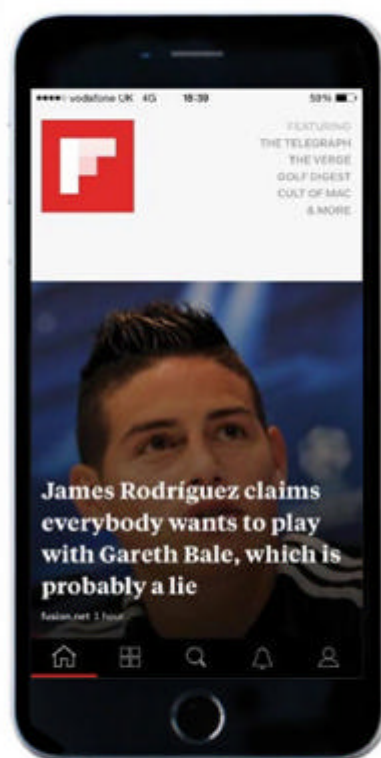 vodafone UK 4G 18:39 59%
FEATURING
THE TELEGRAPH
THE VERGE
GOLF DIGEST
CULT OF MAC
& MORE
James Rodríguez claims
everybody wants to play
with Gareth Bale, which is
probably a lie
fusion.net 1 hour